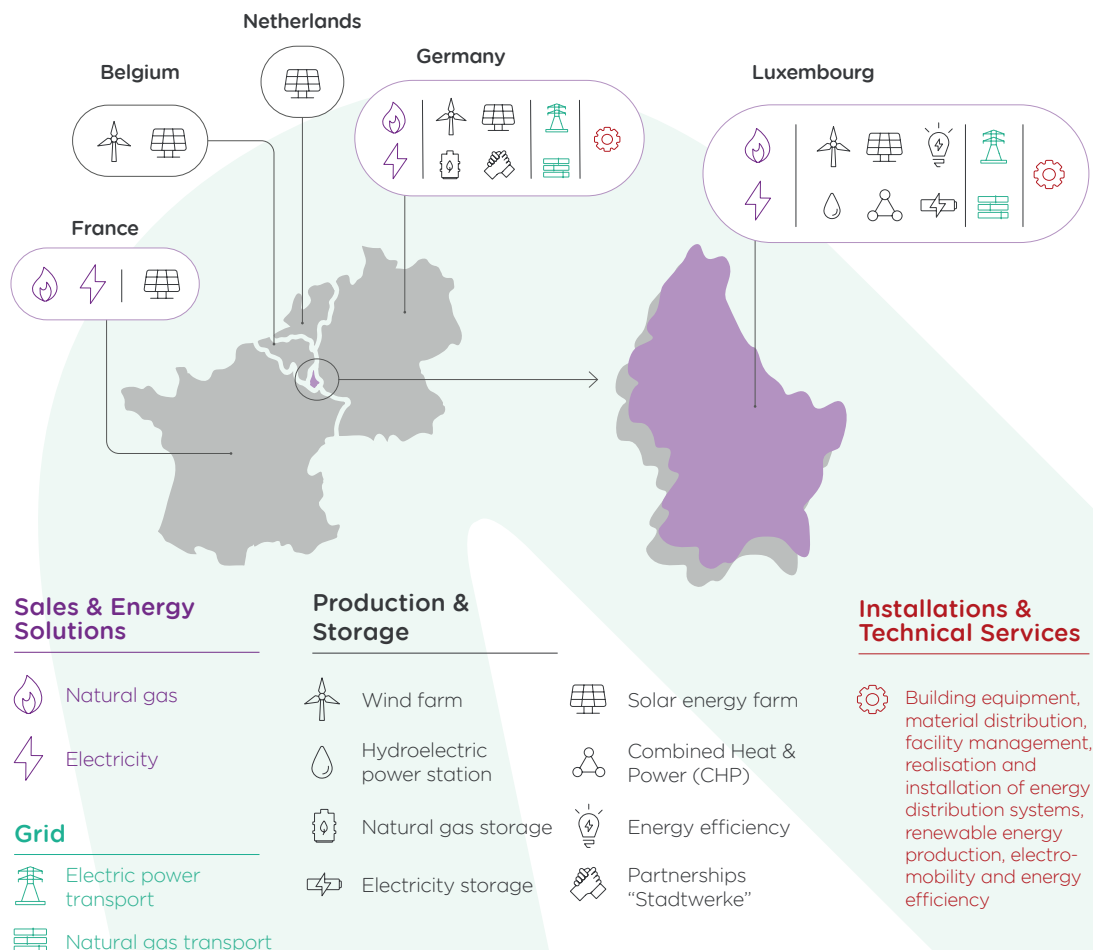 Netherlands
Belgium
Germany
Luxembourg
France
Sales & Energy
Solutions
Natural gas
Electricity
Grid
Electric power
transport
Natural gas transport
Production &
Storage
Wind farm
Hydroelectric
power station
Natural gas storage
Electricity storage
Solar energy farm
Combined Heat &
Power (CHP)
Energy efficiency
Partnerships
“Stadtwerke”
Installations &
Technical Services
Building equipment,
material distribution,
facility management,
realisation and
installation of energy
distribution systems,
renewable energy
production, electro-
mobility and energy
efficiency